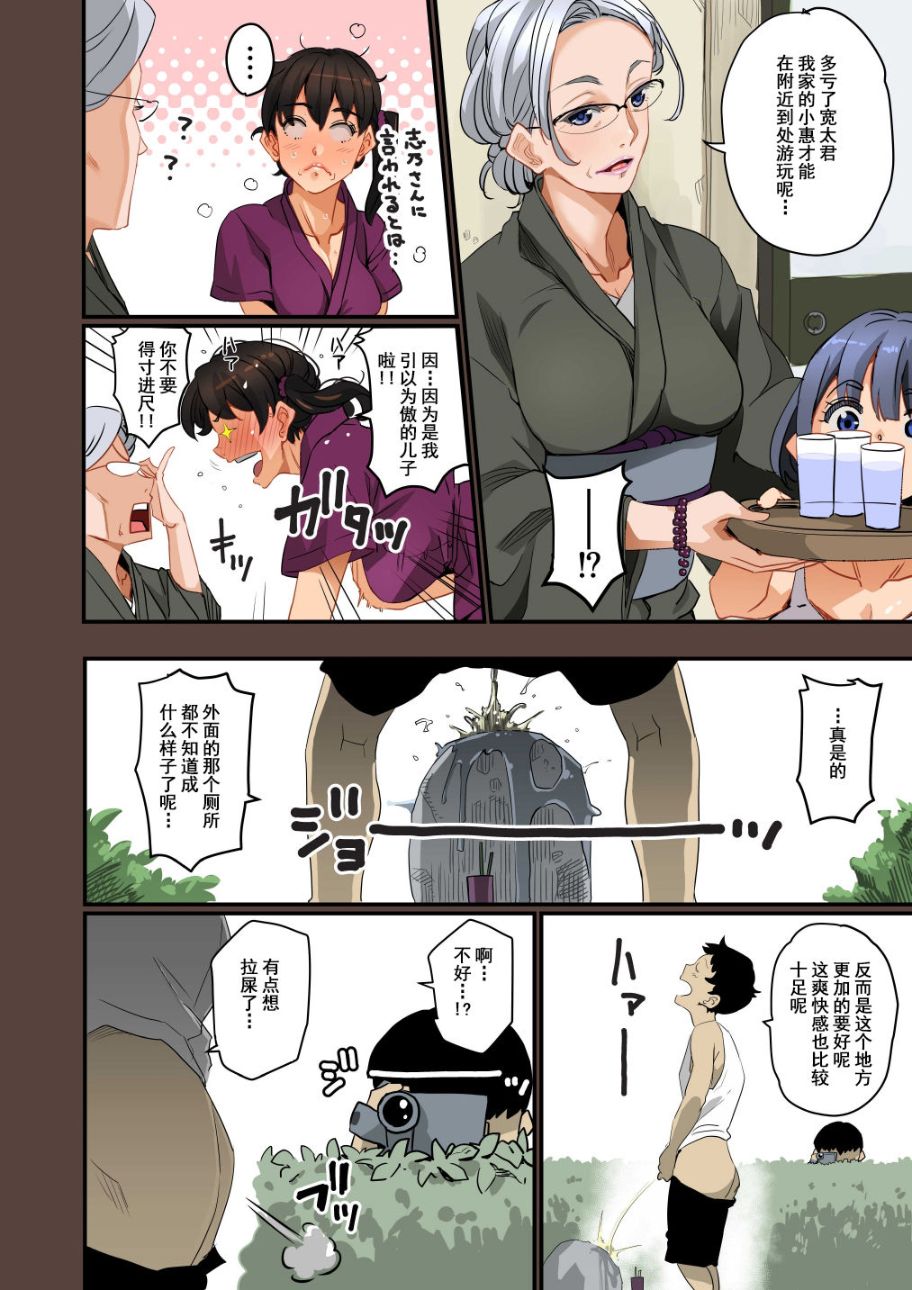 多亏了宽太君
我家的小惠才能
在附近到处游玩呢…
——!?
…
?
?
志乃さんに
言われるとは…
因…因为是我
引以为傲的儿子
啦!!
ハァ
ハァ
ガタッ
你不要
得寸进尺!!
…真是的
ジョ――ッ
外面的那个厕所
都不知道成
什么样子了呢…
反而是这个地方
更加的要好呢
这爽快感也比较
十足呢
ハァー
啊…
不好…!?
有点想
拉屎了…
ブッ